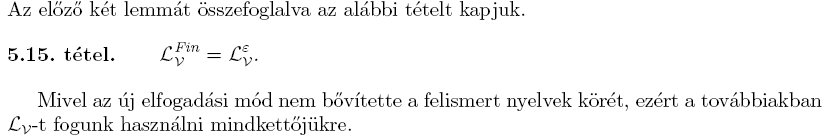 Az előző két lemmát összefoglalva az alábbi tételt kapjuk.
5.15. tétel. $\mathcal{L}_{\mathcal{V}}^{Fin} = \mathcal{L}_{\mathcal{V}}^{\varepsilon}$.
Mivel az új elfogadási mód nem bővítette a felismert nyelvek körét, ezért a továbbiakban
$\mathcal{L}_{\mathcal{V}}$-t fogunk használni mindkettőjükre.